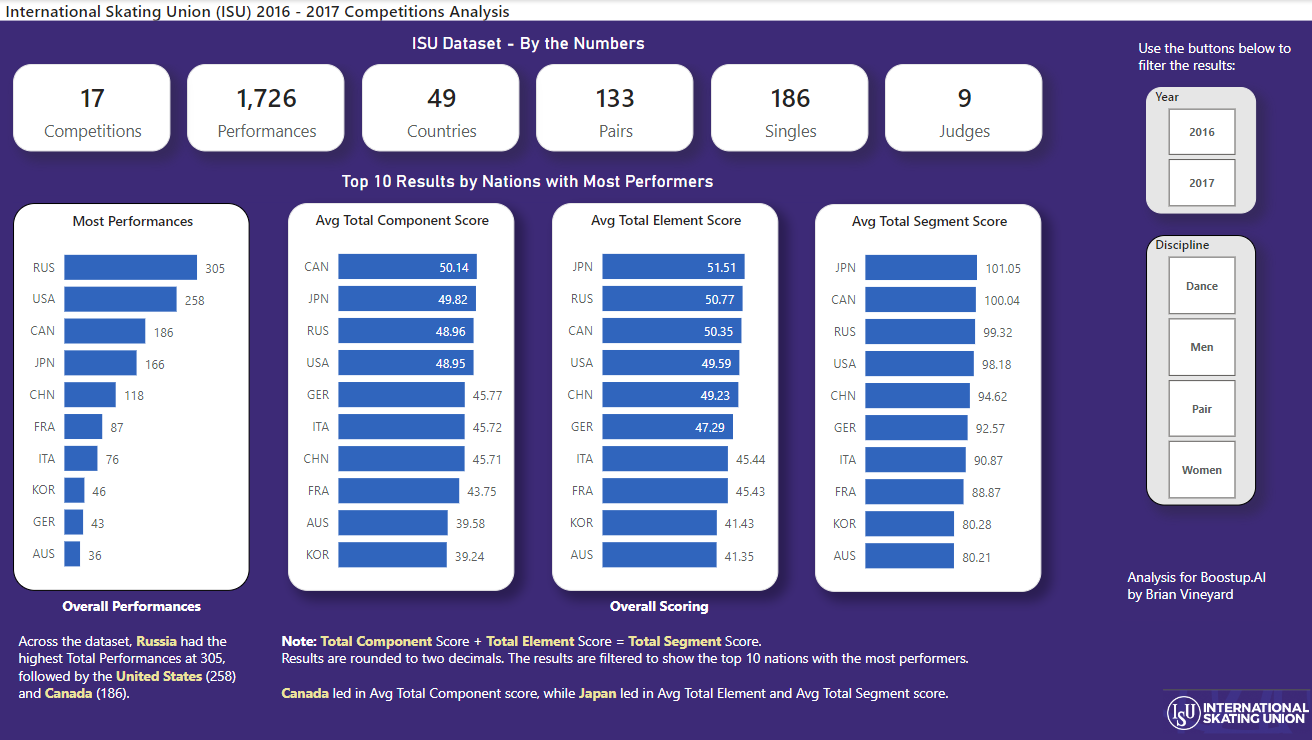 International Skating Union (ISU) 2016 - 2017 Competitions Analysis
ISU Dataset - By the Numbers
17
Competitions
1,726
Performances
49
Countries
133
Pairs
186
Singles
9
Judges
Use the buttons below to
filter the results:
Year
2016
2017
Discipline
Dance
Men
Pair
Women
Top 10 Results by Nations with Most Performers
Most Performances
RUS 305
USA 258
CAN 186
JPN 166
CHN 118
FRA 87
ITA 76
KOR 46
GER 43
AUS 36
Avg Total Component Score
CAN 50.14
JPN 49.82
RUS 48.96
USA 48.95
GER 45.77
ITA 45.72
CHN 45.71
FRA 43.75
AUS 39.58
KOR 39.24
Avg Total Element Score
JPN 51.51
RUS 50.77
CAN 50.35
USA 49.59
CHN 49.23
GER 47.29
ITA 45.44
FRA 45.43
KOR 41.43
AUS 41.35
Avg Total Segment Score
JPN 101.05
CAN 100.04
RUS 99.32
USA 98.18
CHN 94.62
GER 92.57
ITA 90.87
FRA 88.87
KOR 80.28
AUS 80.21
Overall Performances
Across the dataset, Russia had the
highest Total Performances at 305,
followed by the United States (258)
and Canada (186).
Overall Scoring
Note: Total Component Score + Total Element Score = Total Segment Score.
Results are rounded to two decimals. The results are filtered to show the top 10 nations with the most performers.
Canada led in Avg Total Component score, while Japan led in Avg Total Element and Avg Total Segment score.
Analysis for Boostup.AI
by Brian Vineyard
ISU
INTERNATIONAL
SKATING UNION